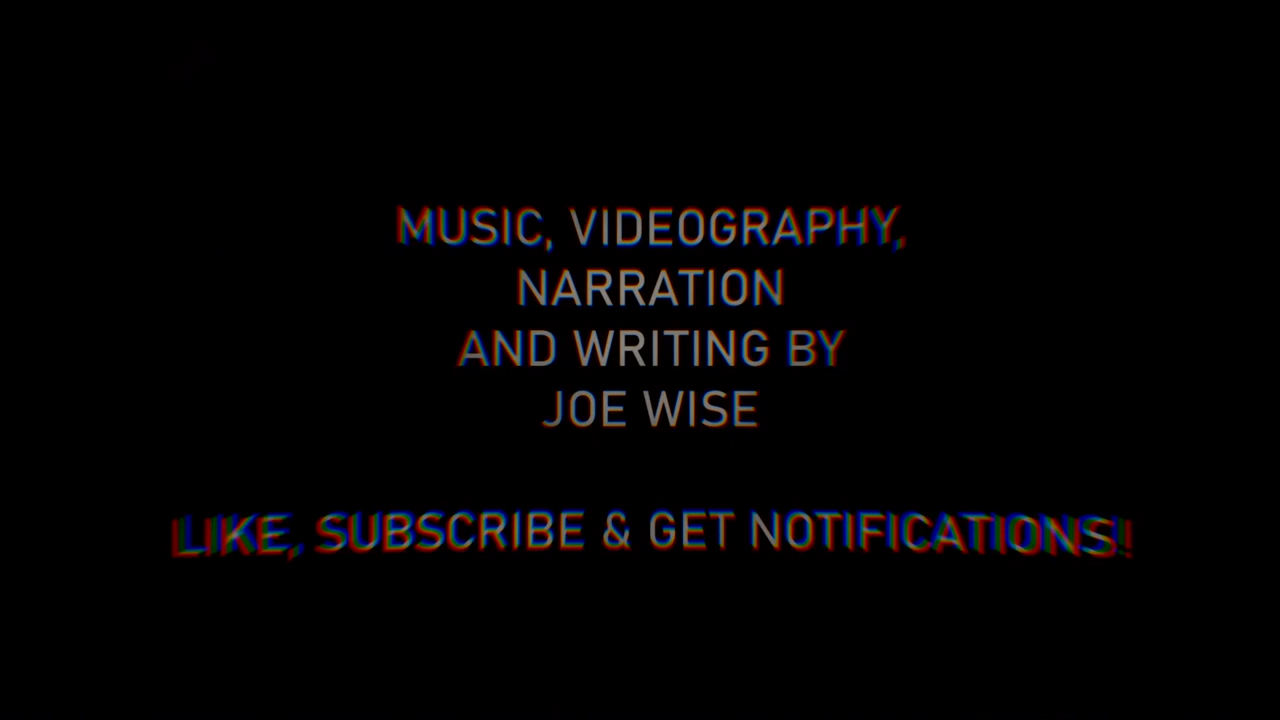 MUSIC, VIDEOGRAPHY,
NARRATION
AND WRITING BY
JOE WISE
LIKE, SUBSCRIBE & GET NOTIFICATIONS!